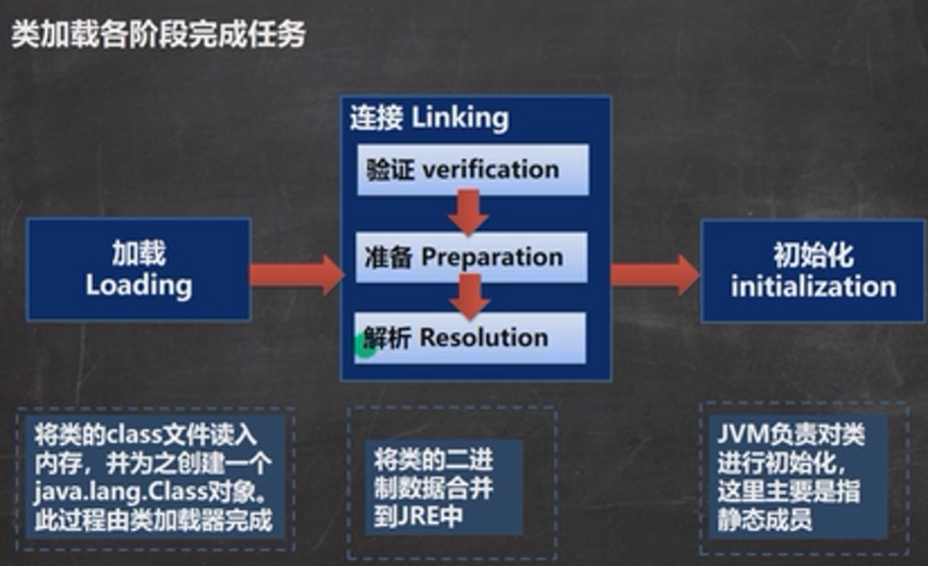 类加载各阶段完成任务
连接 Linking
验证 verification
准备 Preparation
解析 Resolution
加载
Loading
初始化
initialization
将类的class文件读入
内存，并为之创建一个
java.lang.Class对象。
此过程由类加载器完成
将类的二进
制数据合并
到JRE中
JVM负责对类
进行初始化，
这里主要是指
静态成员